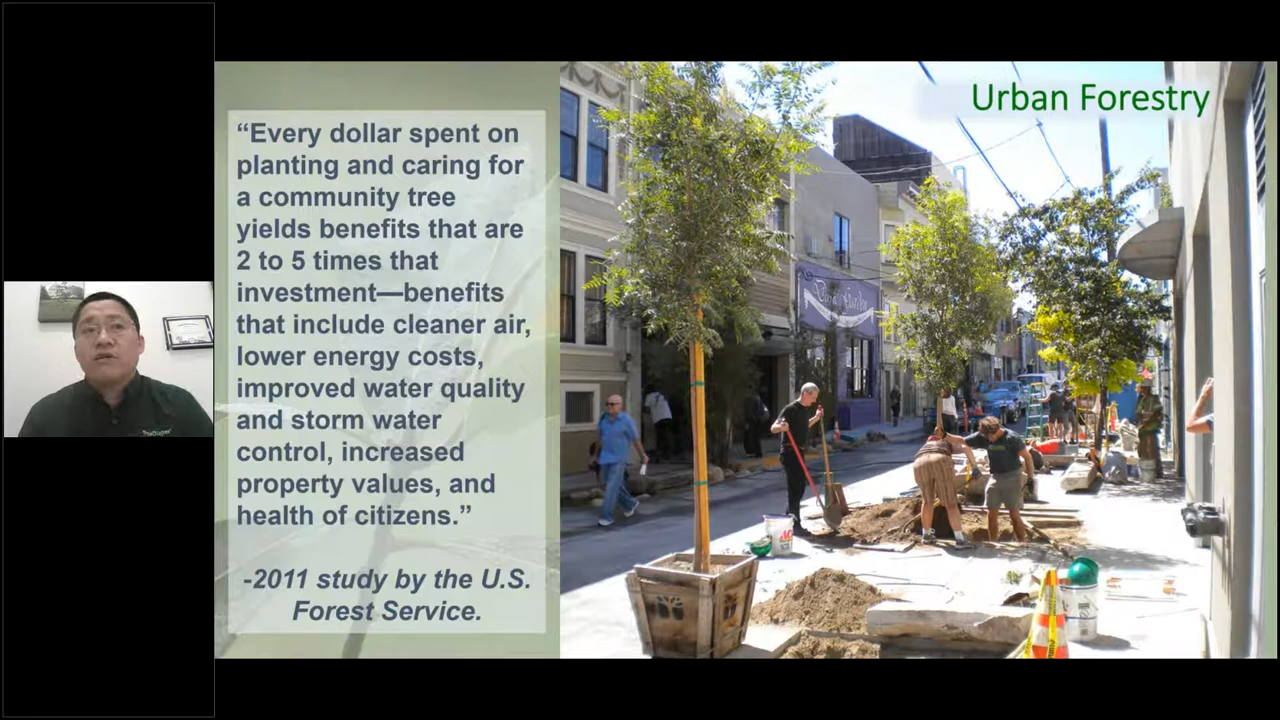 Urban Forestry
“Every dollar spent on
planting and caring for
a community tree
yields benefits that are
2 to 5 times that
investment—benefits
that include cleaner air,
lower energy costs,
improved water quality
and storm water
control, increased
property values, and
health of citizens.”
-2011 study by the U.S.
Forest Service.